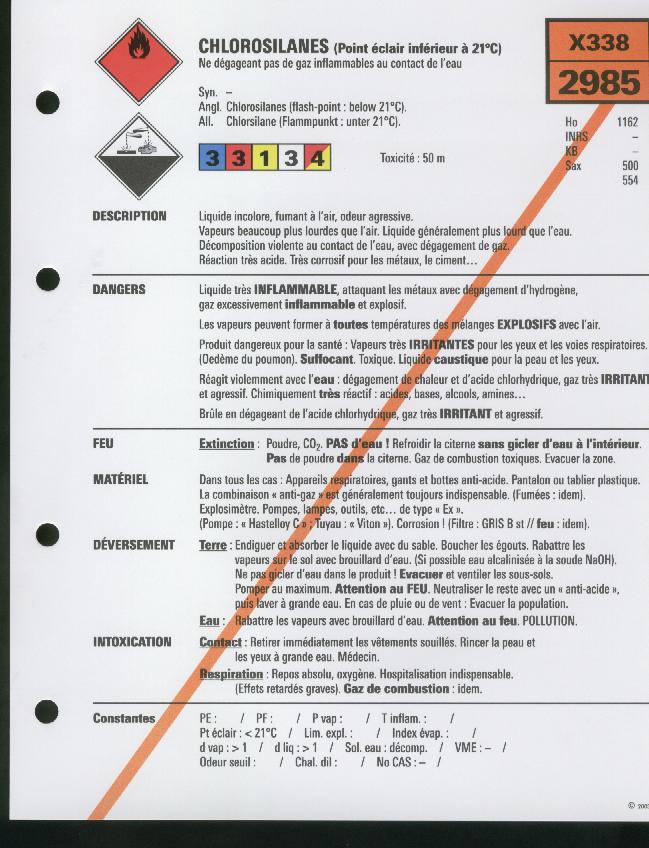 CHLOROSILANES (Point éclair inférieur à 21°C)
Ne dégageant pas de gaz inflammables au contact de l'eau
X338
2985
Syn. –
Angl. Chlorosilanes (flash-point : below 21°C).
All. Chlorsilane (Flammpunkt : unter 21°C).
Ho 1162
INRS –
KB –
Sax 500
554
3 3 1 3 4
Toxicité : 50 m
DESCRIPTION
Liquide incolore, fumant à l'air, odeur agressive.
Vapeurs beaucoup plus lourdes que l'air. Liquide généralement plus lourd que l'eau.
Décomposition violente au contact de l'eau, avec dégagement de gaz.
Réaction très acide. Très corrosif pour les métaux, le ciment...
DANGERS
Liquide très INFLAMMABLE, attaquant les métaux avec dégagement d'hydrogène,
gaz excessivement inflammable et explosif.
Les vapeurs peuvent former à toutes températures des mélanges EXPLOSIFS avec l'air.
Produit dangereux pour la santé : Vapeurs très IRRITANTES pour les yeux et les voies respiratoires.
(Oedème du poumon). Suffocant. Toxique. Liquide caustique pour la peau et les yeux.
Réagit violemment avec l'eau : dégagement de chaleur et d'acide chlorhydrique, gaz très IRRITANT
et agressif. Chimiquement très réactif : acides, bases, alcools, amines...
Brûle en dégageant de l'acide chlorhydrique, gaz très IRRITANT et agressif.
FEU
Extinction : Poudre, CO₂. PAS d'eau ! Refroidir la citerne sans gicler d'eau à l'intérieur.
Pas de poudre dans la citerne. Gaz de combustion toxiques. Evacuer la zone.
MATÉRIEL
Dans tous les cas : Appareils respiratoires, gants et bottes anti-acide. Pantalon ou tablier plastique.
La combinaison « anti-gaz » est généralement toujours indispensable. (Fumées : idem).
Explosimètre. Pompes, lampes, outils, etc... de type « Ex ».
(Pompe : « Hastelloy C » ; Tuyau : « Viton »). Corrosion ! (Filtre : GRIS B st // feu : idem).
DÉVERSEMENT
Terre : Endiguer et absorber le liquide avec du sable. Boucher les égouts. Rabattre les
vapeurs sur le sol avec brouillard d'eau. (Si possible eau alcalinisée à la soude NaOH).
Ne pas gicler d'eau dans le produit ! Evacuer et ventiler les sous-sols.
Pomper au maximum. Attention au FEU. Neutraliser le reste avec un « anti-acide »,
puis laver à grande eau. En cas de pluie ou de vent : Evacuer la population.
Eau : Rabattre les vapeurs avec brouillard d'eau. Attention au feu. POLLUTION.
INTOXICATION
Contact : Retirer immédiatement les vêtements souillés. Rincer la peau et
les yeux à grande eau. Médecin.
Respiration : Repos absolu, oxygène. Hospitalisation indispensable.
(Effets retardés graves). Gaz de combustion : idem.
Constantes
PE : / PF : / P vap : / T inflam. : /
Pt éclair : < 21°C / Lim. expl. : / Index évap. : /
d vap : > 1 / d liq : > 1 / Sol. eau : décomp. / VME : – /
Odeur seuil : / Chal. dil : / No CAS : – /